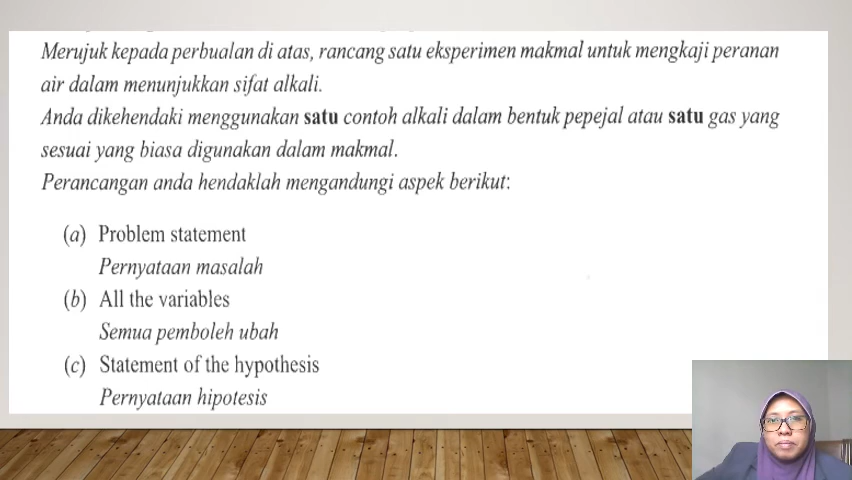 Merujuk kepada perbualan di atas, rancang satu eksperimen makmal untuk mengkaji peranan
air dalam menunjukkan sifat alkali.
Anda dikehendaki menggunakan satu contoh alkali dalam bentuk pepejal atau satu gas yang
sesuai yang biasa digunakan dalam makmal.
Perancangan anda hendaklah mengandungi aspek berikut:
(a) Problem statement
Pernyataan masalah
(b) All the variables
Semua pemboleh ubah
(c) Statement of the hypothesis
Pernyataan hipotesis